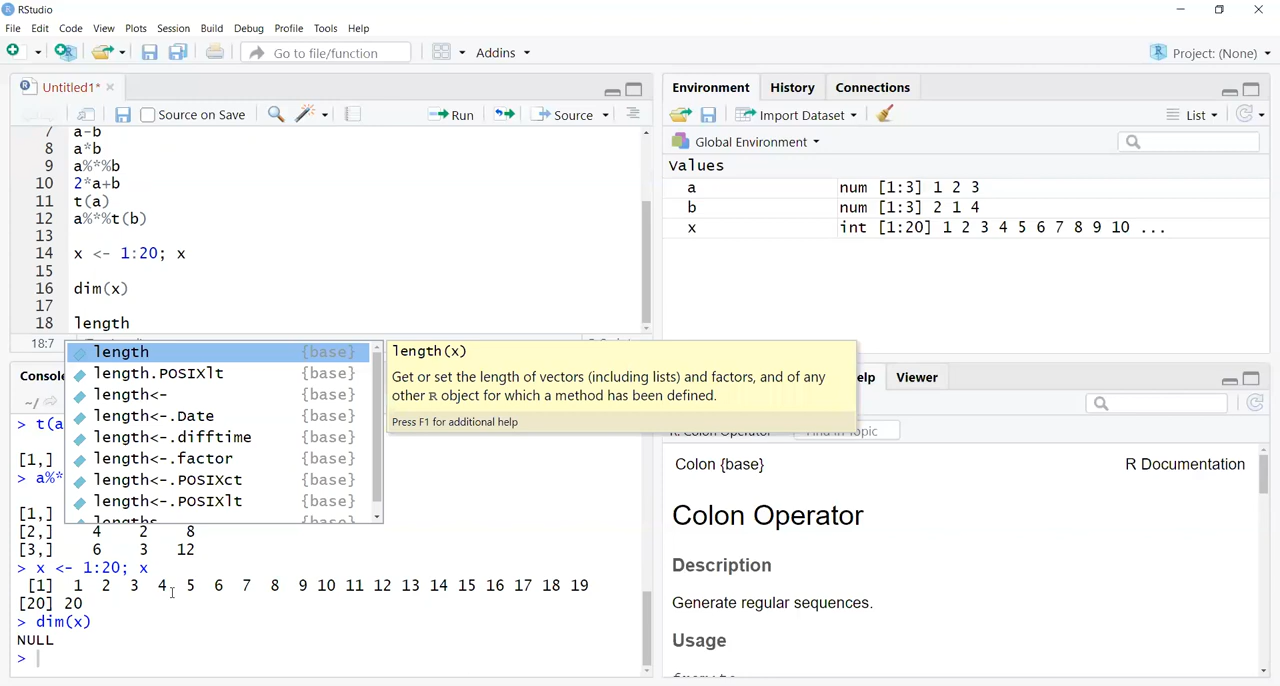 RStudio
File Edit Code View Plots Session Build Debug Profile Tools Help
Go to file/function Addins Project: (None)
Untitled1*
Source on Save Run Source
7 a-b
8 a*b
9 a%*%b
10 2*a+b
11 t(a)
12 a%*%t(b)
13
14 x <- 1:20; x
15
16 dim(x)
17
18 length
18:7
length {base}
length.POSIXlt {base}
length<- {base}
length<-.Date {base}
length<-.difftime {base}
length<-.factor {base}
length<-.POSIXct {base}
length<-.POSIXlt {base}
lengths {base}
length(x)
Get or set the length of vectors (including lists) and factors, and of any
other R object for which a method has been defined.
Press F1 for additional help
Console
~/
> t(a
[1,]
> a%*
[1,]
[2,] 4 2 8
[3,] 6 3 12
> x <- 1:20; x
[1] 1 2 3 4 5 6 7 8 9 10 11 12 13 14 15 16 17 18 19
[20] 20
> dim(x)
NULL
>
Environment History Connections
Import Dataset List
Global Environment
Values
a num [1:3] 1 2 3
b num [1:3] 2 1 4
x int [1:20] 1 2 3 4 5 6 7 8 9 10 ...
elp Viewer
R: Colon Operator Find in Topic
Colon {base} R Documentation
Colon Operator
Description
Generate regular sequences.
Usage